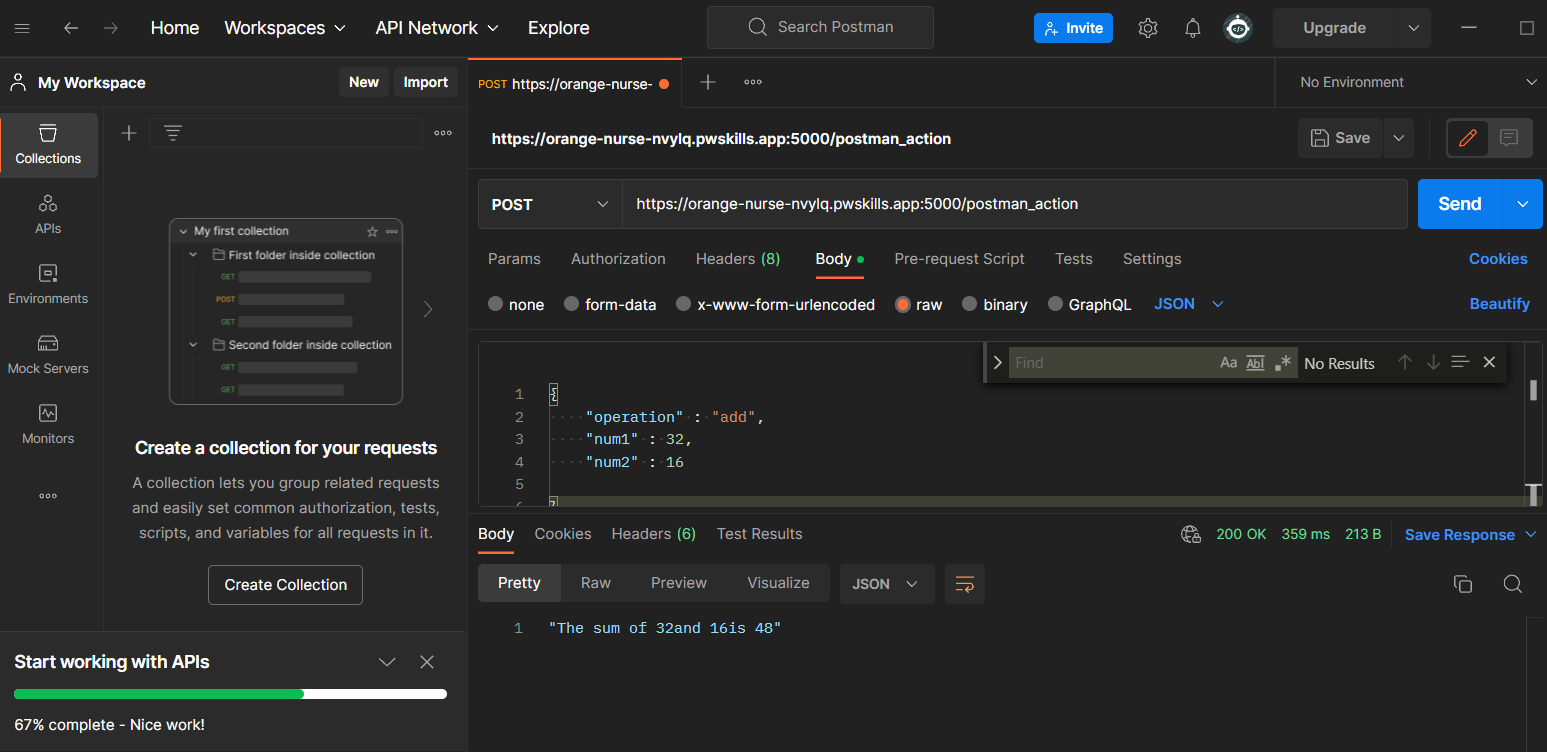 Home Workspaces API Network Explore Search Postman Invite Upgrade
My Workspace New Import
POST https://orange-nurse- No Environment
Collections
APIs
Environments
Mock Servers
Monitors
My first collection
First folder inside collection
GET
POST
GET
Second folder inside collection
GET
GET
Create a collection for your requests
A collection lets you group related requests
and easily set common authorization, tests,
scripts, and variables for all requests in it.
Create Collection
Start working with APIs
67% complete - Nice work!
https://orange-nurse-nvylq.pwskills.app:5000/postman_action Save
POST https://orange-nurse-nvylq.pwskills.app:5000/postman_action Send
Params Authorization Headers (8) Body Pre-request Script Tests Settings Cookies
none form-data x-www-form-urlencoded raw binary GraphQL JSON Beautify
Find Aa Abl .* No Results
1 {
2 "operation" : "add",
3 "num1" : 32,
4 "num2" : 16
5
6 }
Body Cookies Headers (6) Test Results 200 OK 359 ms 213 B Save Response
Pretty Raw Preview Visualize JSON
1 "The sum of 32and 16is 48"